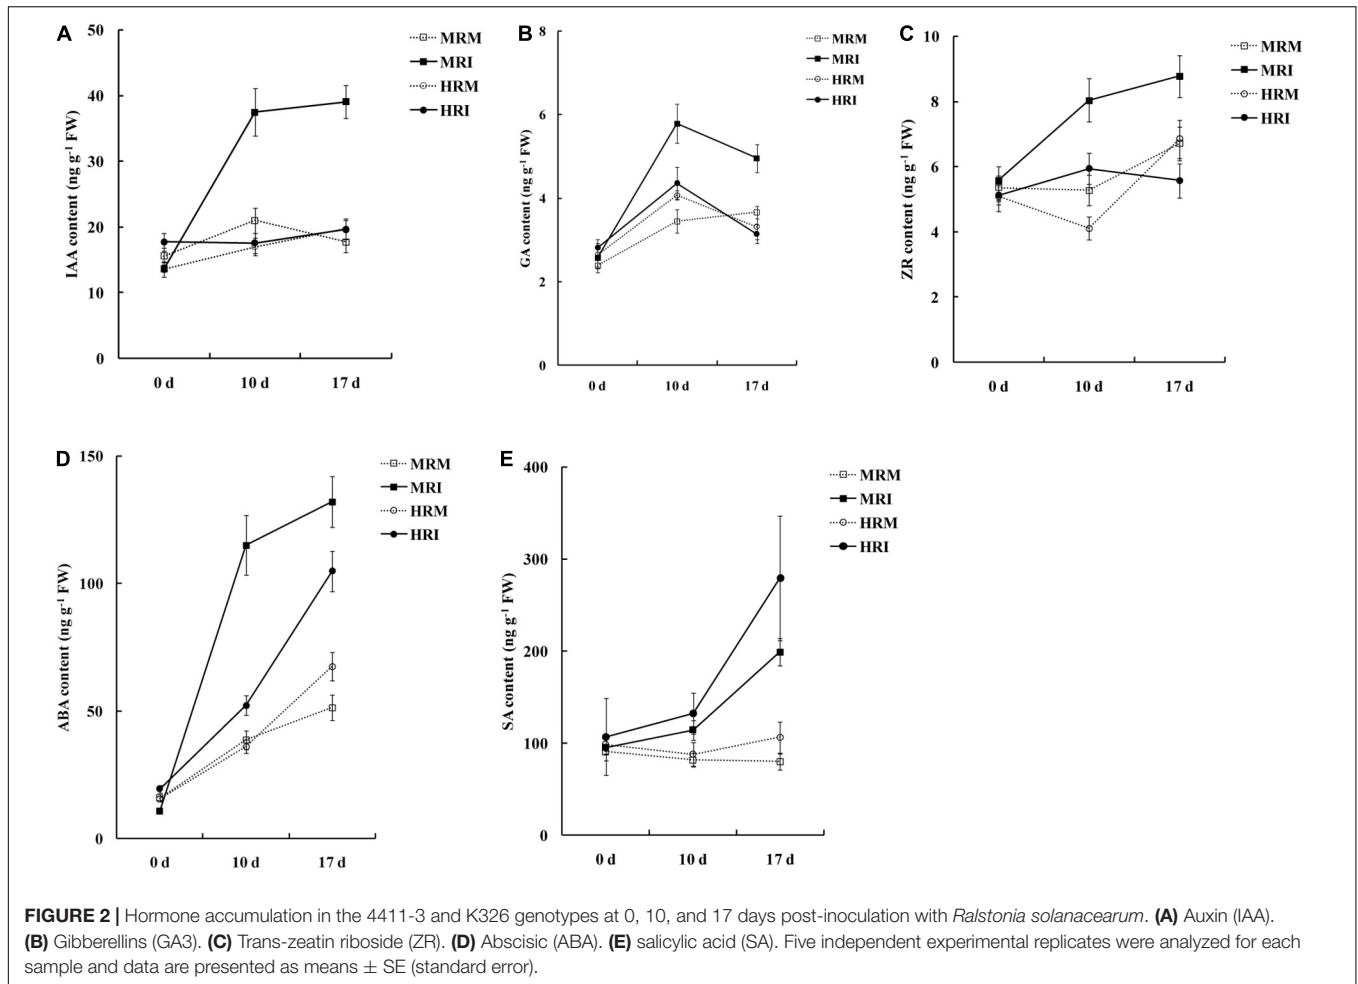 A
50
40
30
20
10
0
IAA content (ng g⁻¹ FW)
0 d 10 d 17 d
MRM
MRI
HRM
HRI
B
8
6
4
2
0
GA content (ng g⁻¹ FW)
0 d 10 d 17 d
MRM
MRI
HRM
HRI
C
10
8
6
4
2
0
ZR content (ng g⁻¹ FW)
0 d 10 d 17 d
MRM
MRI
HRM
HRI
D
150
100
50
0
ABA content (ng g⁻¹ FW)
0 d 10 d 17 d
MRM
MRI
HRM
HRI
E
400
300
200
100
0
SA content (ng g⁻¹ FW)
0 d 10 d 17 d
MRM
MRI
HRM
HRI
FIGURE 2 | Hormone accumulation in the 4411-3 and K326 genotypes at 0, 10, and 17 days post-inoculation with Ralstonia solanacearum. (A) Auxin (IAA).
(B) Gibberellins (GA3). (C) Trans-zeatin riboside (ZR). (D) Abscisic (ABA). (E) salicylic acid (SA). Five independent experimental replicates were analyzed for each
sample and data are presented as means ± SE (standard error).